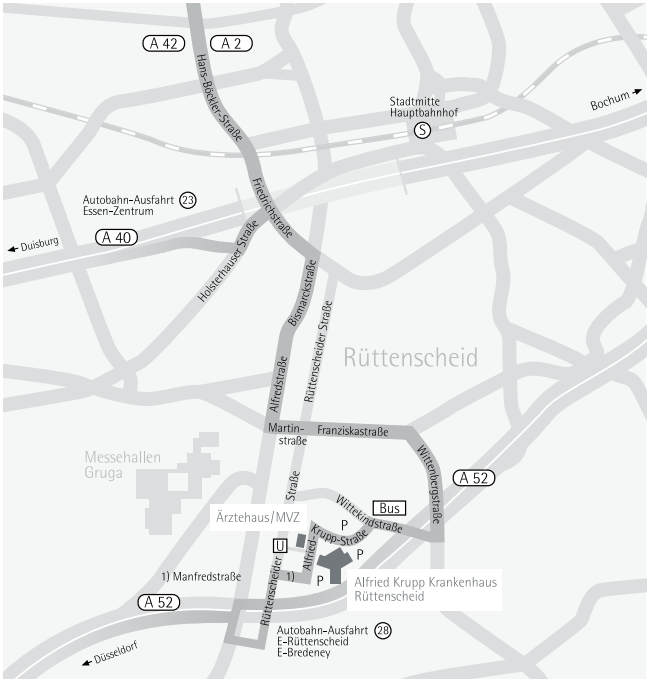 A 42
A 2
Hans-Böckler-Straße
Stadtmitte
Hauptbahnhof
S
Bochum
Autobahn-Ausfahrt 23
Essen-Zentrum
Friedrichstraße
Duisburg
A 40
Holsterhauser Straße
Bismarckstraße
Rüttenscheider Straße
Rüttenscheid
Alfredstraße
Martin-
straße
Franziskastraße
Wittenbergstraße
Messehallen
Gruga
A 52
Straße
Wittekindstraße
Bus
Ärztehaus/MVZ
P
Krupp-Straße
Alfried
U
P
1) Manfredstraße
1)
P
Alfried Krupp Krankenhaus
Rüttenscheid
Rüttenscheider
A 52
Autobahn-Ausfahrt 28
E-Rüttenscheid
E-Bredeney
Düsseldorf